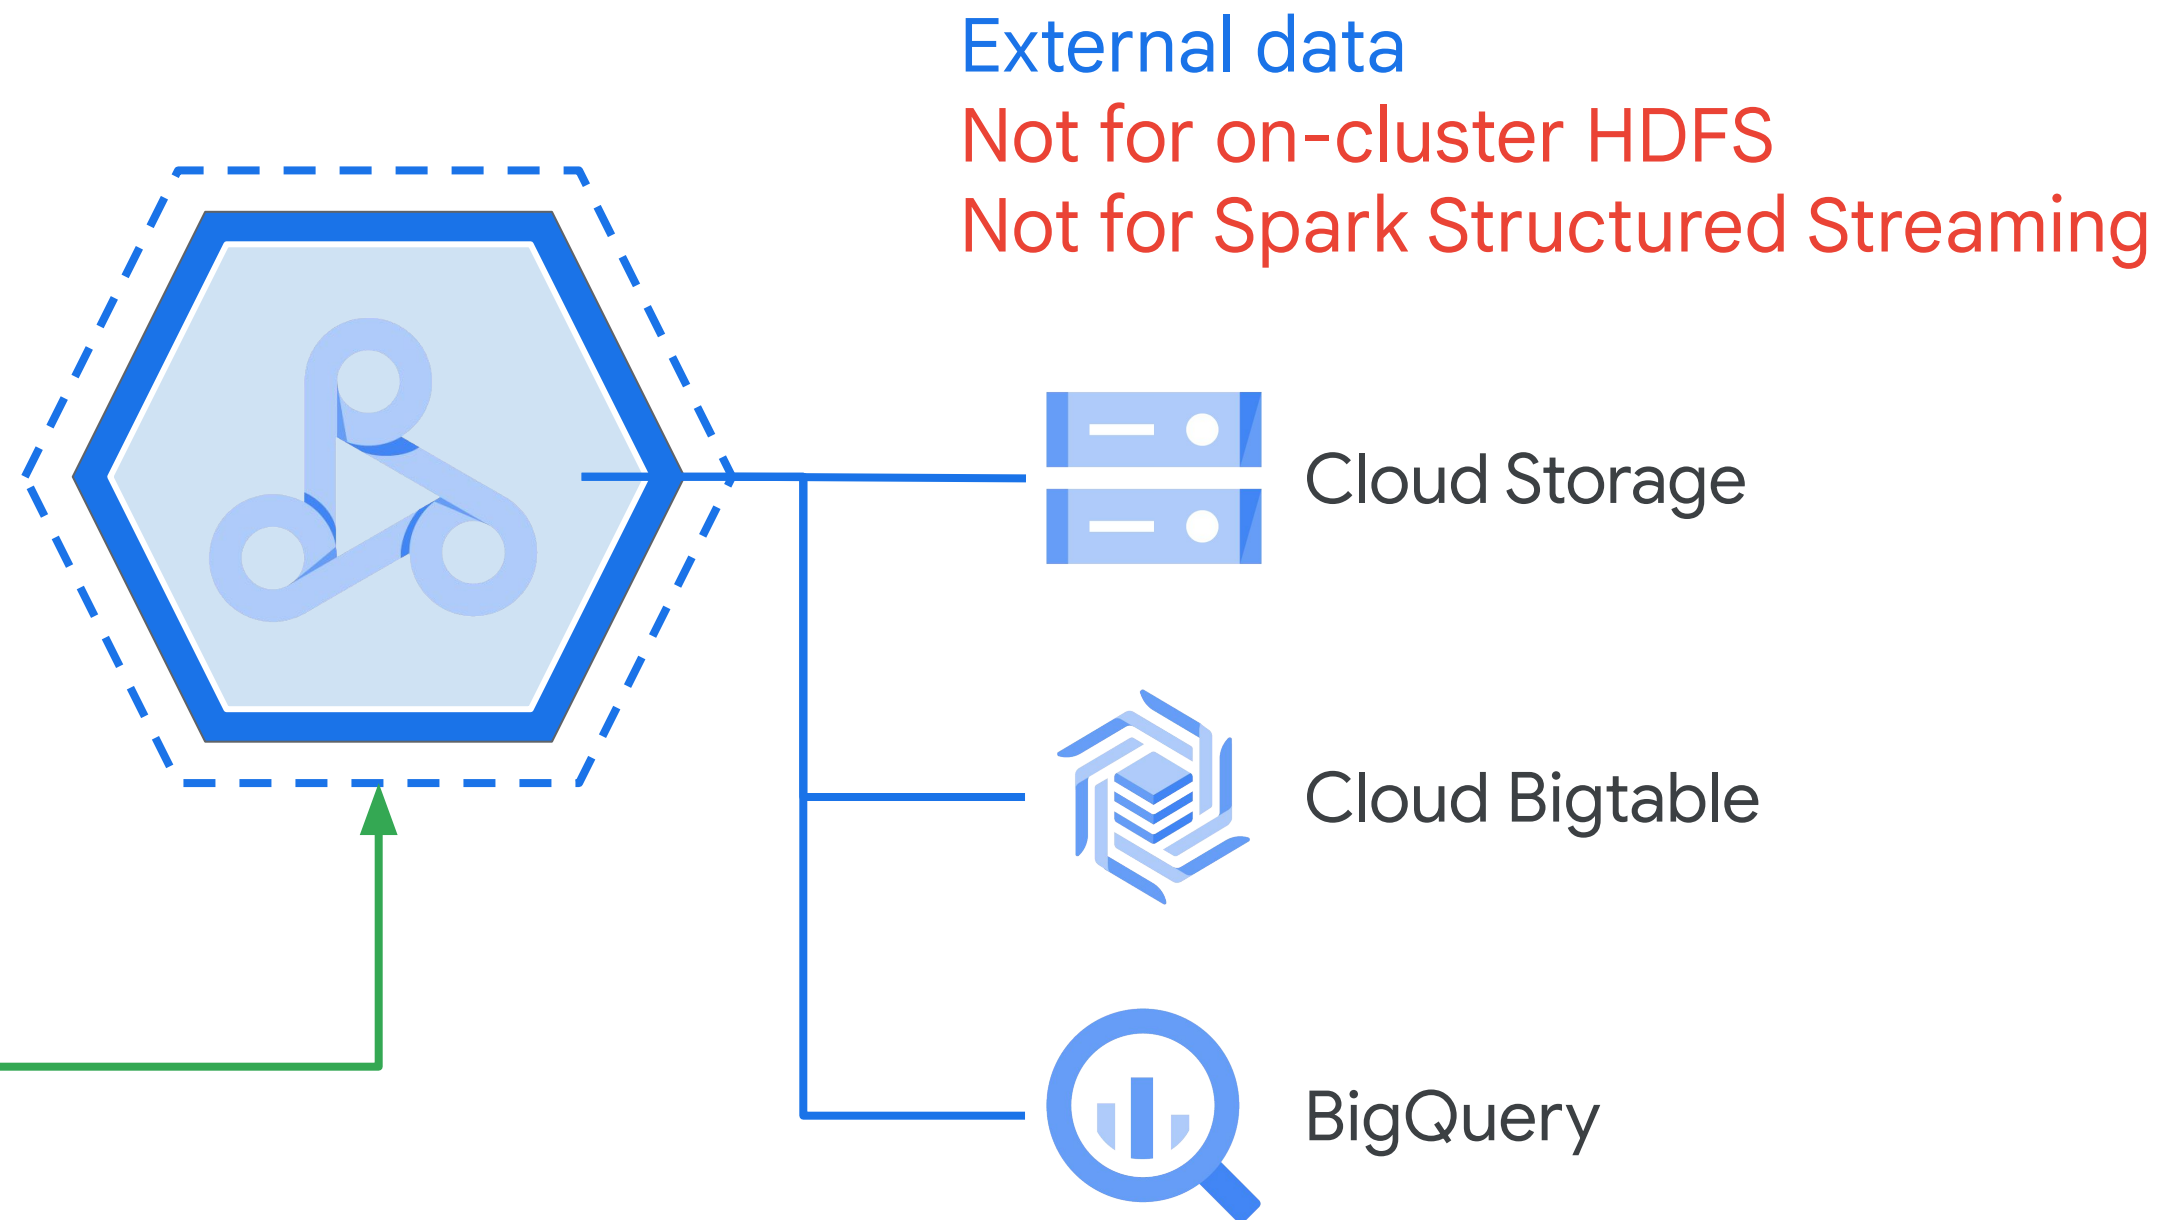 External data
Not for on-cluster HDFS
Not for Spark Structured Streaming
Cloud Storage
Cloud Bigtable
BigQuery